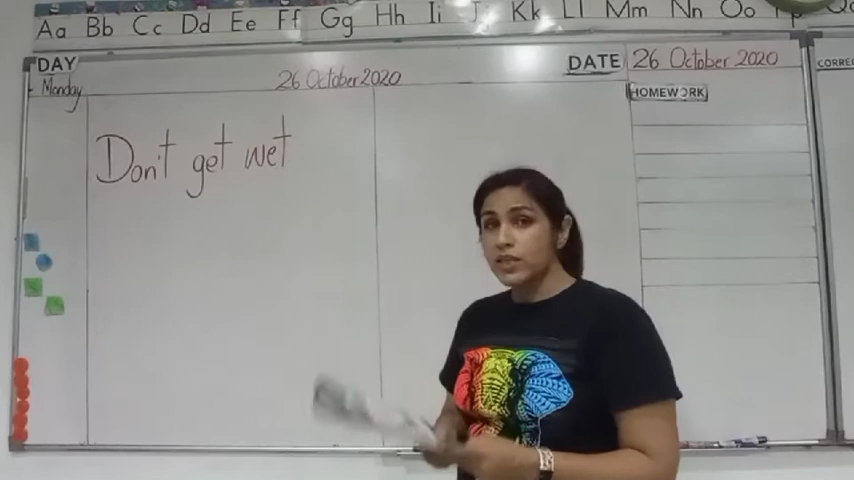 Aa Bb Cc Dd Ee Ff Gg Hh Ii Jj Kk Ll Mm Nn Oo Pp
DAY 26 October 2020 DATE 26 October 2020
Monday HOMEWORK
Don't get wet